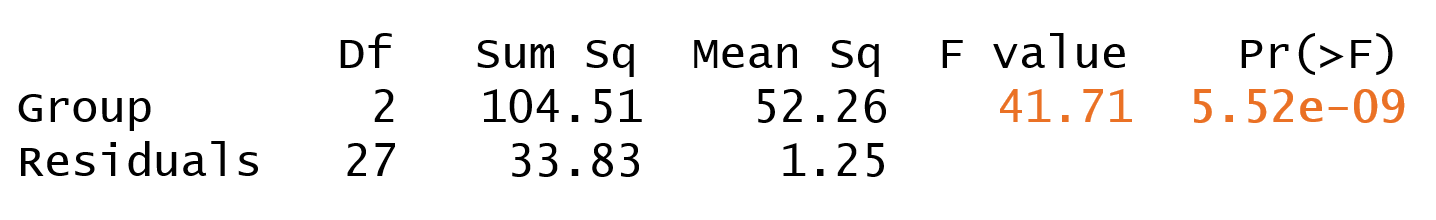 Df Sum Sq Mean Sq F value Pr(>F)
Group 2 104.51 52.26 41.71 5.52e-09
Residuals 27 33.83 1.25